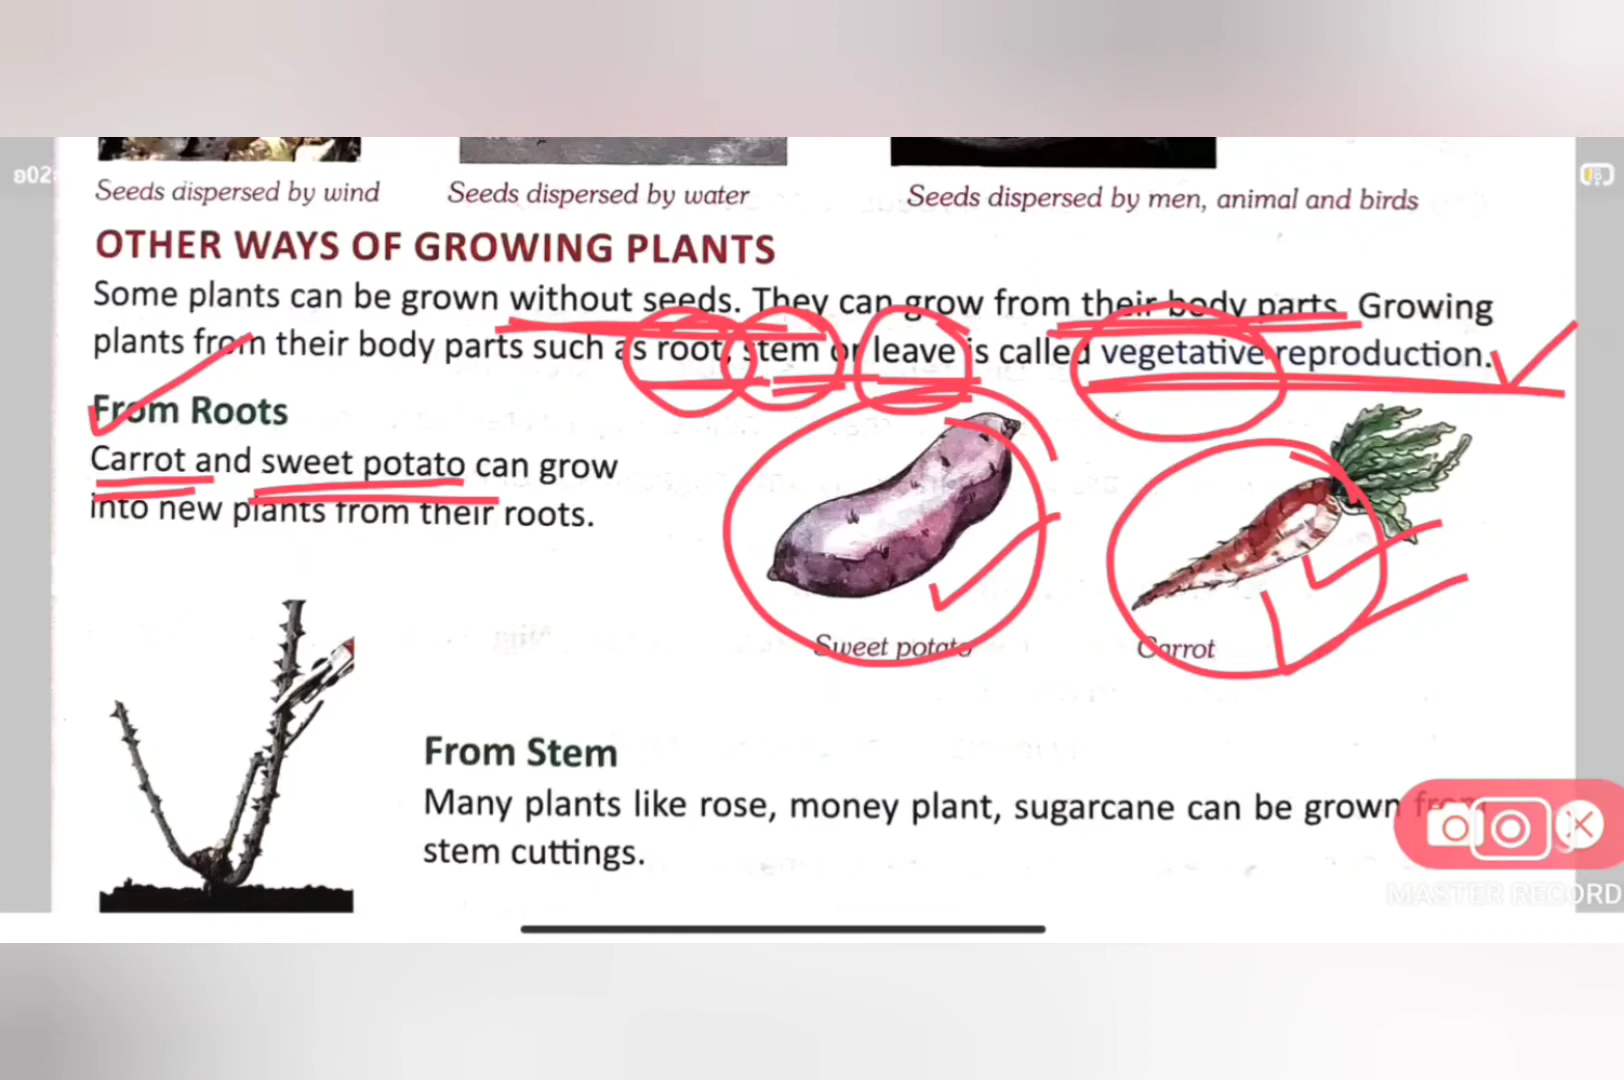 Seeds dispersed by wind
Seeds dispersed by water
Seeds dispersed by men, animal and birds
OTHER WAYS OF GROWING PLANTS
Some plants can be grown without seeds. They can grow from their body parts. Growing
plants from their body parts such as root, stem or leave is called vegetative reproduction.
From Roots
Carrot and sweet potato can grow
into new plants from their roots.
Sweet potato
Carrot
From Stem
Many plants like rose, money plant, sugarcane can be grown from
stem cuttings.
MASTER RECORD